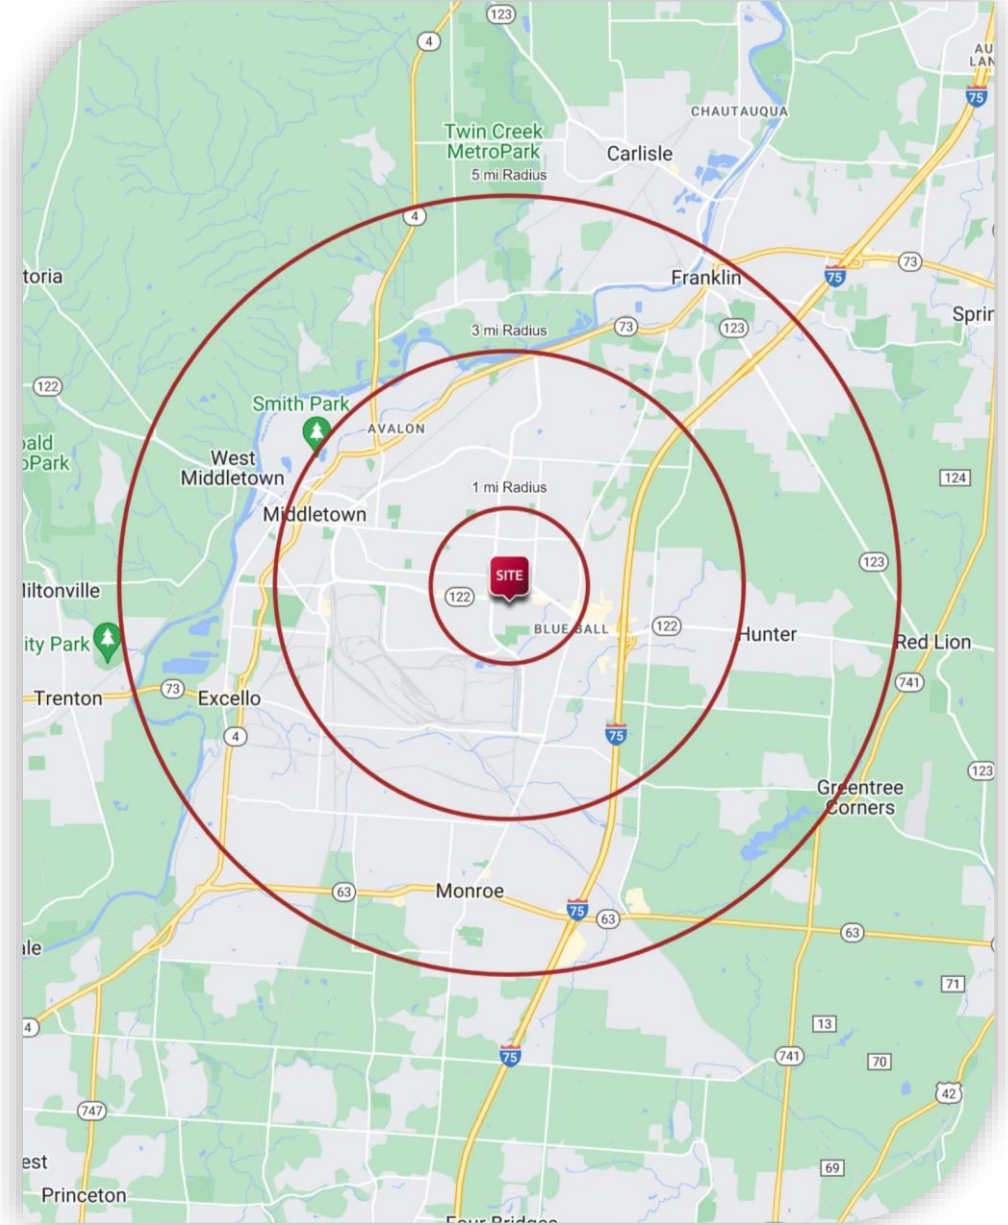 123
4
AU
LAN
75
CHAUTAUQUA
Twin Creek
MetroPark
Carlisle
5 mi Radius
4
73
75
toria
Franklin
Sprin
3 mi Radius
73
123
122
Smith Park
AVALON
ald
oPark
West
Middletown
124
1 mi Radius
Middletown
123
SITE
iltonville
122
BLUE BALL
122
Hunter
ity Park
Red Lion
741
73
Trenton
Excello
4
75
123
Greentree
Corners
63
Monroe
75
63
63
ale
71
4
13
75
741
70
42
747
est
69
Princeton
Four Bridges